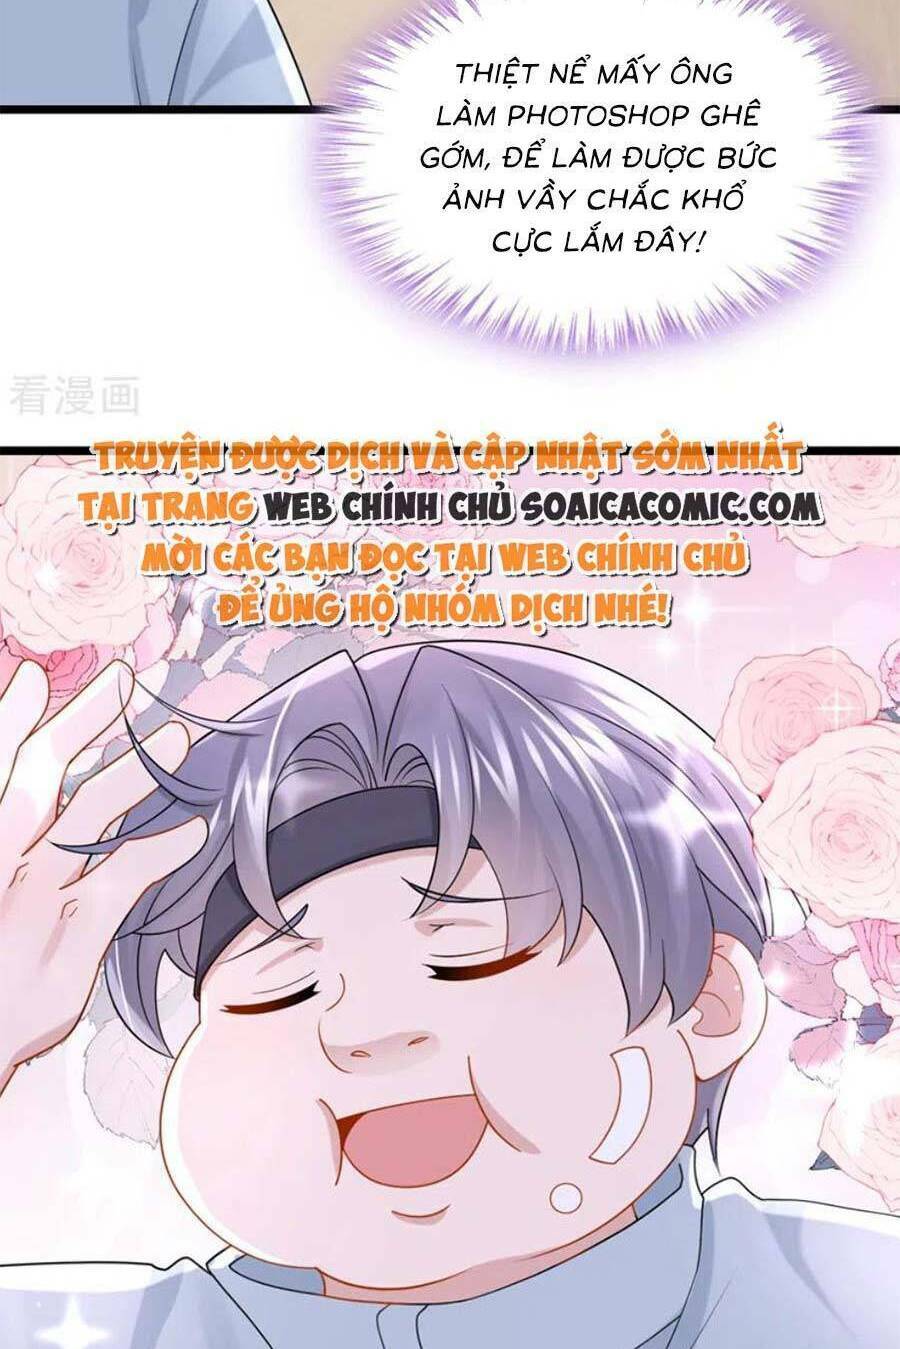 THIỆT NỂ MẤY ÔNG
LÀM PHOTOSHOP GHÊ
GỚM, ĐỂ LÀM ĐƯỢC BỨC
ẢNH VẦY CHẮC KHỔ
CỰC LẮM ĐÂY!
看漫画
TRUYỆN ĐƯỢC DỊCH VÀ CẬP NHẬT SỚM NHẤT
TẠI TRANG WEB CHÍNH CHỦ SOAICACOMIC.COM
MỜI CÁC BẠN ĐỌC TẠI WEB CHÍNH CHỦ
ĐỂ ỦNG HỘ NHÓM DỊCH NHÉ!